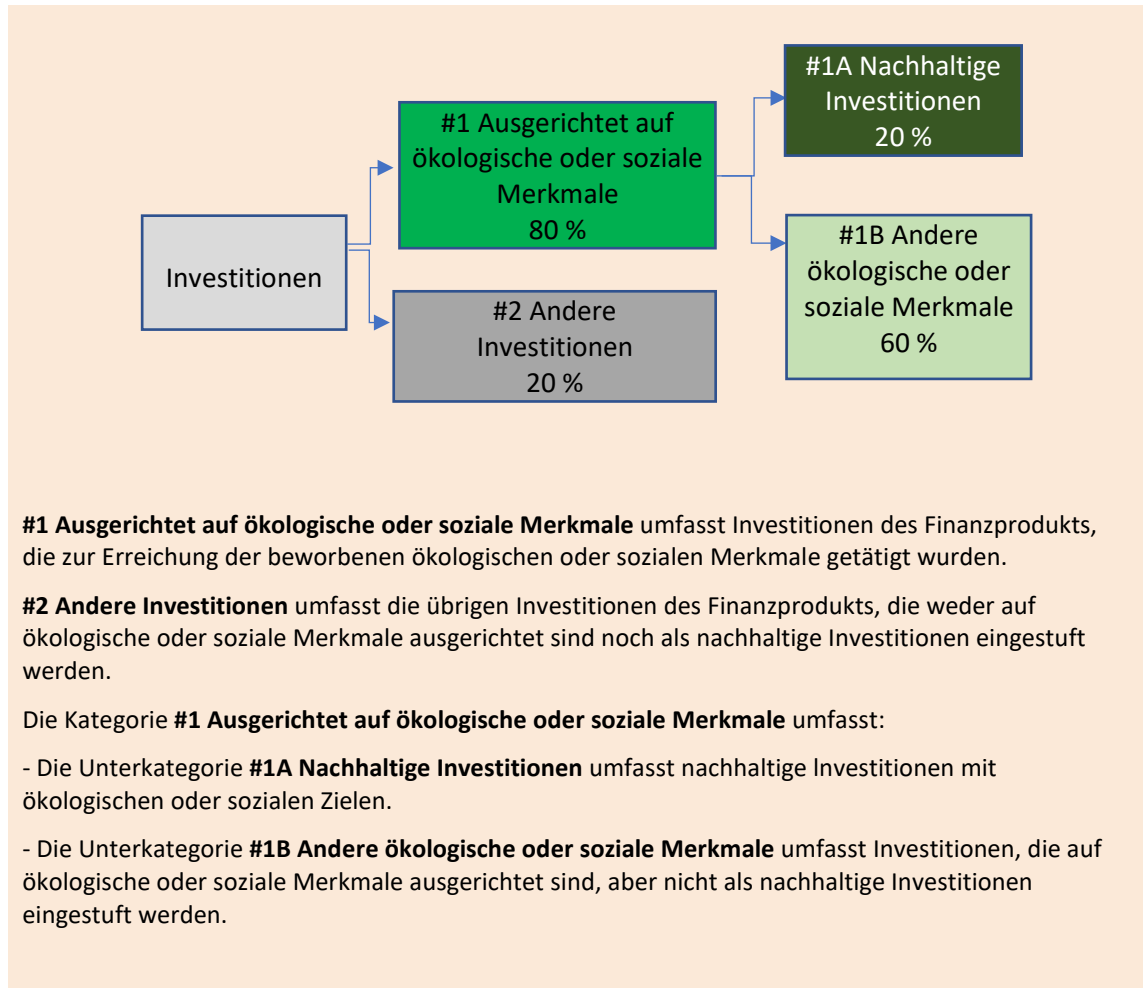 #1A Nachhaltige
Investitionen
20 %
#1 Ausgerichtet auf
ökologische oder soziale
Merkmale
80 %
Investitionen
#1B Andere
ökologische oder
soziale Merkmale
60 %
#2 Andere
Investitionen
20 %
#1 Ausgerichtet auf ökologische oder soziale Merkmale umfasst Investitionen des Finanzprodukts,
die zur Erreichung der beworbenen ökologischen oder sozialen Merkmale getätigt wurden.
#2 Andere Investitionen umfasst die übrigen Investitionen des Finanzprodukts, die weder auf
ökologische oder soziale Merkmale ausgerichtet sind noch als nachhaltige Investitionen eingestuft
werden.
Die Kategorie #1 Ausgerichtet auf ökologische oder soziale Merkmale umfasst:
- Die Unterkategorie #1A Nachhaltige Investitionen umfasst nachhaltige lnvestitionen mit
ökologischen oder sozialen Zielen.
- Die Unterkategorie #1B Andere ökologische oder soziale Merkmale umfasst Investitionen, die auf
ökologische oder soziale Merkmale ausgerichtet sind, aber nicht als nachhaltige Investitionen
eingestuft werden.